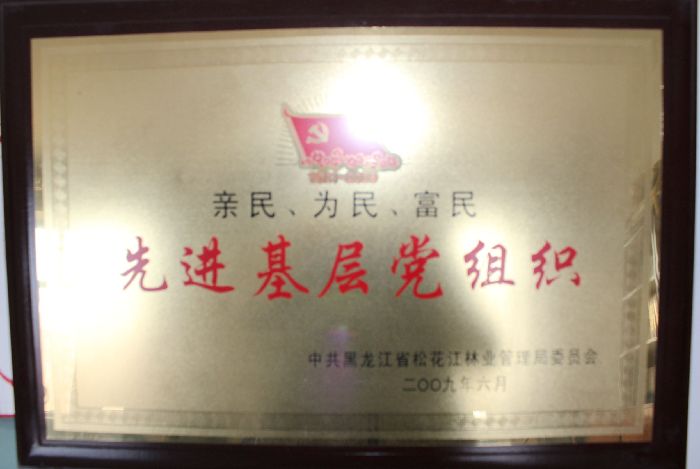 亲民、为民、富民
先进基层党组织
中共黑龙江省松花江林业管理局委员会
二〇〇九年六月